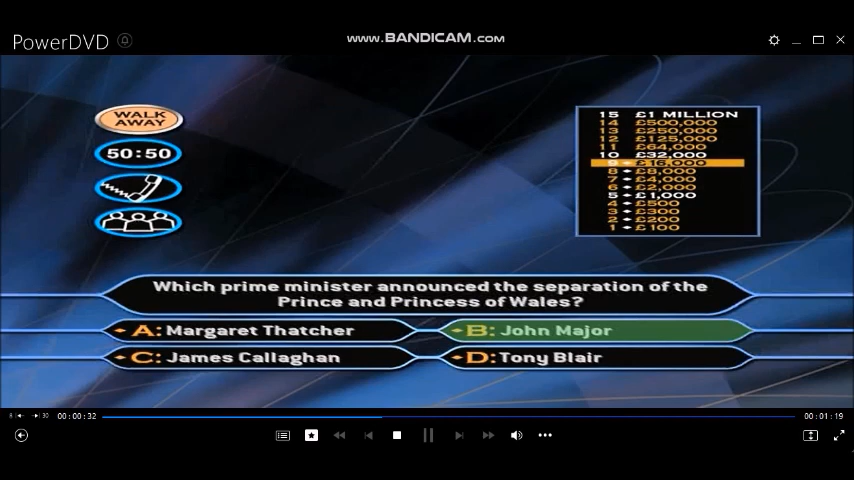 PowerDVD
www.BANDICAM.com
WALK
AWAY
50:50
15 £1 MILLION
14 £500,000
13 £250,000
12 £125,000
11 £64,000
10 £32,000
9 ♦ £16,000
8 ♦ £8,000
7 ♦ £4,000
6 ♦ £2,000
5 ♦ £1,000
4 ♦ £500
3 ♦ £300
2 ♦ £200
1 ♦ £100
Which prime minister announced the separation of the
Prince and Princess of Wales?
A: Margaret Thatcher
B: John Major
C: James Callaghan
D: Tony Blair
8 30 00:00:32 00:01:19